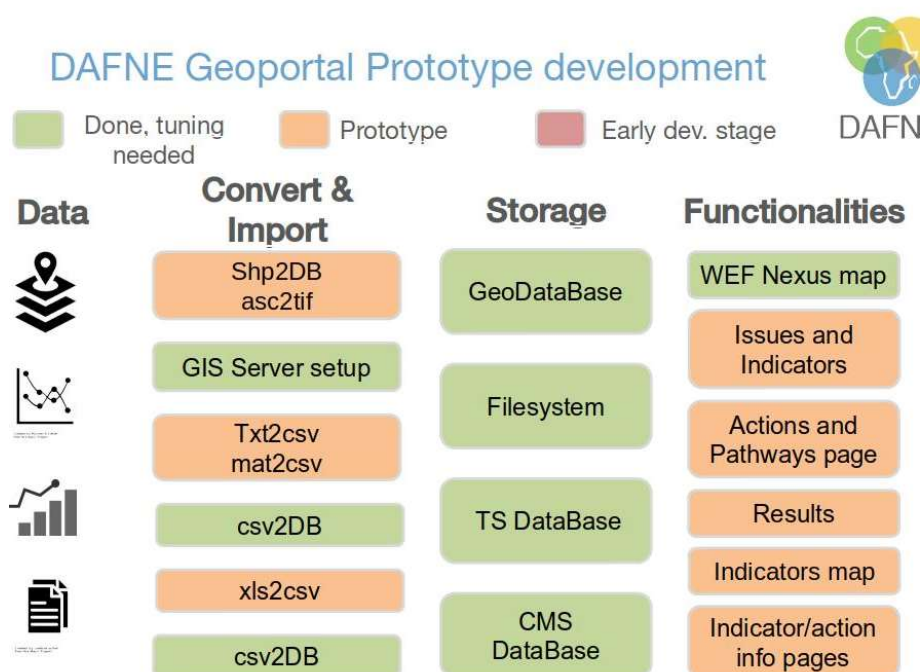 DAFNE Geoportal Prototype development
Done, tuning
needed
Prototype
Early dev. stage
DAFN
Data
Convert &
Import
Storage
Functionalities
Shp2DB
asc2tif
GIS Server setup
Txt2csv
mat2csv
csv2DB
xls2csv
csv2DB
GeoDataBase
Filesystem
TS DataBase
CMS
DataBase
WEF Nexus map
Issues and
Indicators
Actions and
Pathways page
Results
Indicators map
Indicator/action
info pages